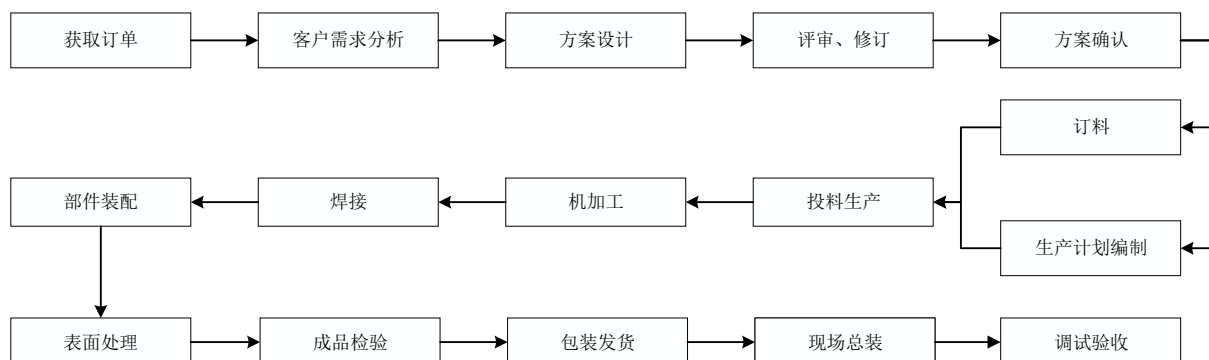 获取订单
客户需求分析
方案设计
评审、修订
方案确认
订料
部件装配
焊接
机加工
投料生产
生产计划编制
表面处理
成品检验
包装发货
现场总装
调试验收